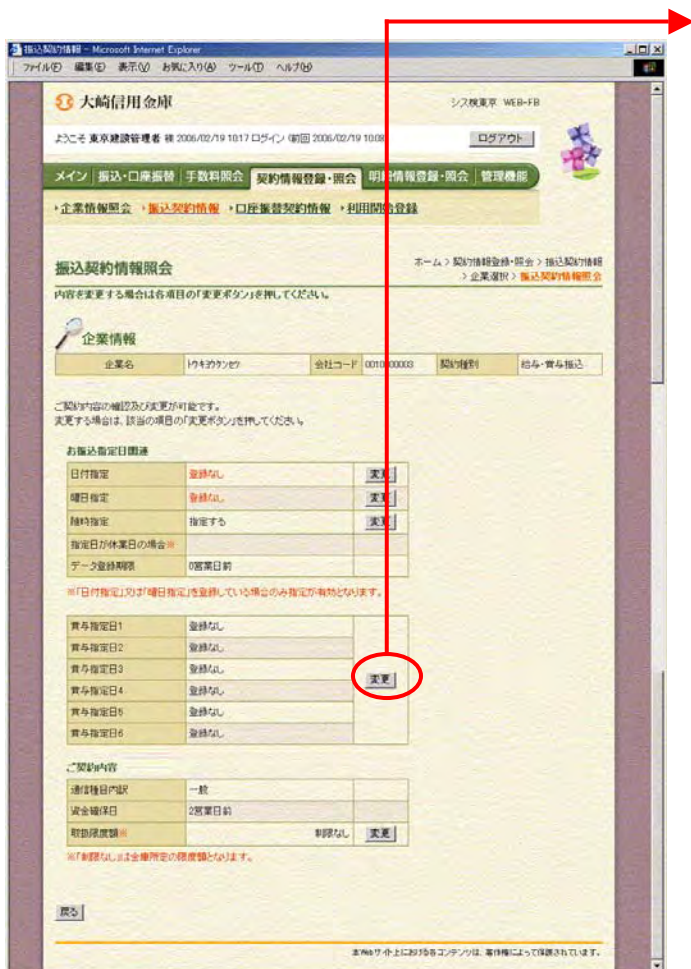 振込契約情報 - Microsoft Internet Explorer
ファイル(F) 編集(E) 表示(V) お気に入り(A) ツール(T) ヘルプ(H)
大崎信用金庫
シス検東京 WEB-FB
ようこそ 東京建設管理者 様 2006/02/19 10:17 ログイン (前回 2006/02/19 10:08)
ログアウト
メイン 振込・口座振替 手数料照会 契約情報登録・照会 明細情報登録・照会 管理機能
企業情報照会 振込契約情報 口座振替契約情報 利用開始登録
振込契約情報照会
ホーム > 契約情報登録・照会 > 振込契約情報
> 企業選択 > 振込契約情報照会
内容を変更する場合は各項目の「変更ボタン」を押してください。
企業情報
企業名 トウキヨウケンセツ 会社コード 契約種別 給与・賞与振込
ご契約内容の確認及び変更が可能です。
変更する場合は、該当の項目の「変更ボタン」を押してください。
お振込指定日関連
日付指定 登録なし 変更
曜日指定 登録なし 変更
随時指定 指定する 変更
指定日が休業日の場合※
データ登録期限 0営業日前
※「日付指定」又は「曜日指定」を登録している場合のみ指定が有効となります。
賞与指定日1 登録なし
賞与指定日2 登録なし
賞与指定日3 登録なし
変更
賞与指定日4 登録なし
賞与指定日5 登録なし
賞与指定日6 登録なし
ご契約内容
通信種目内訳 一般
資金確保日 2営業日前
取扱限度額※ 制限なし 変更
※「制限なし」は金庫所定の限度額となります。
戻る
本Webサイト上における各コンテンツは、著作権によって保護されています。